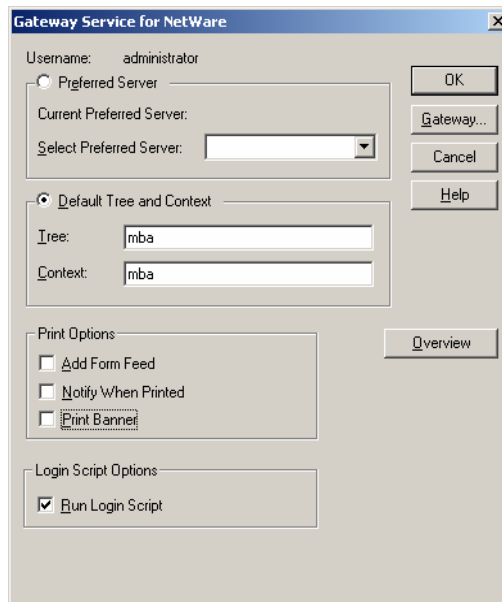 Gateway Service for NetWare
Username: administrator
Preferred Server
Current Preferred Server:
Select Preferred Server:
Default Tree and Context
Tree: mba
Context: mba
Print Options
Add Form Feed
Notify When Printed
Print Banner
Login Script Options
Run Login Script
OK
Gateway...
Cancel
Help
Overview